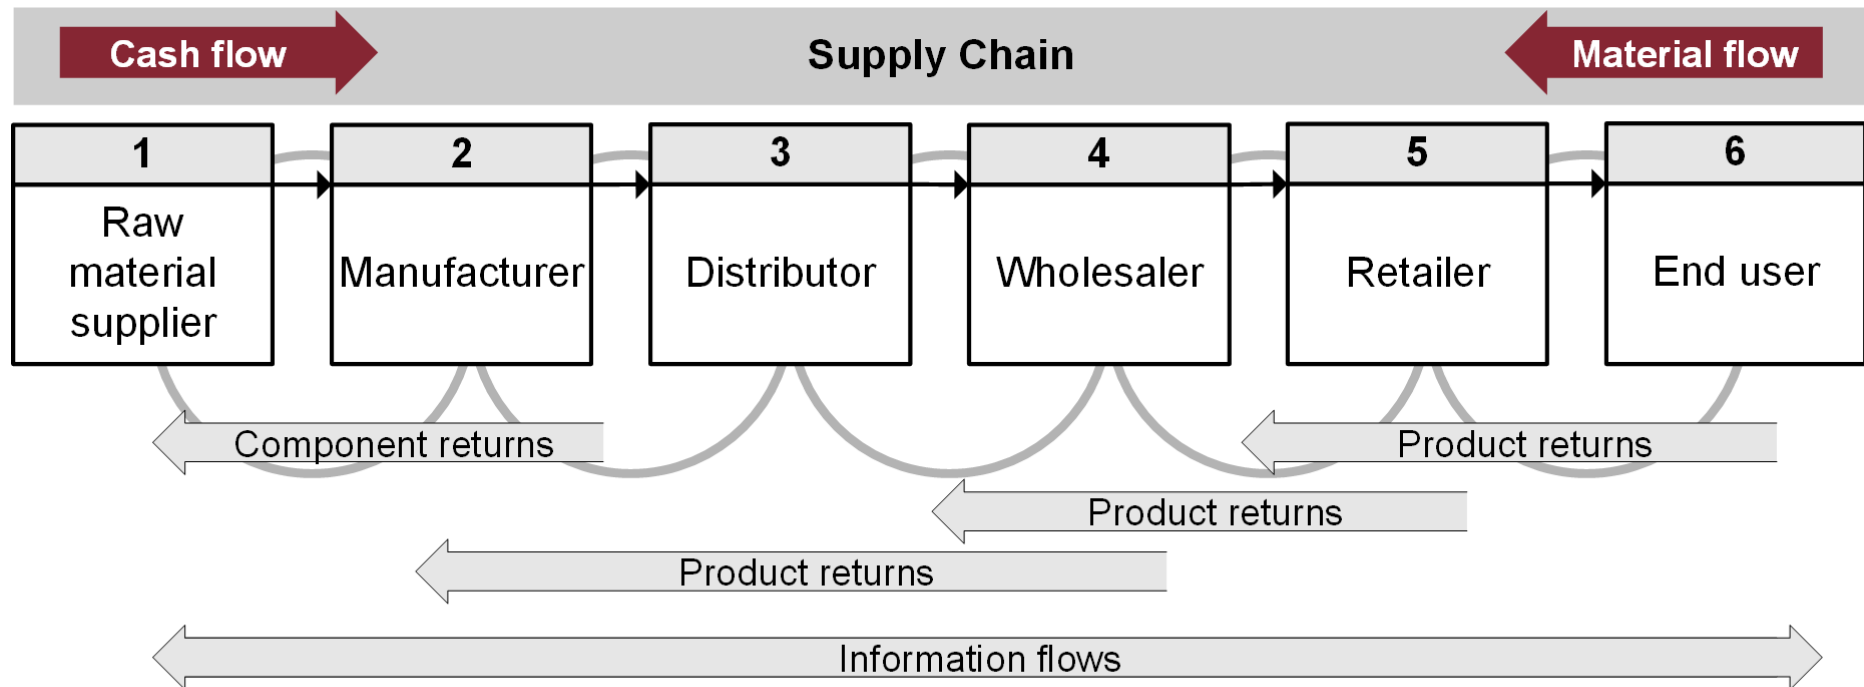 Cash flow
Supply Chain
Material flow
1
2
3
4
5
6
Raw
material
supplier
Manufacturer
Distributor
Wholesaler
Retailer
End user
Component returns
Product returns
Product returns
Product returns
Information flows